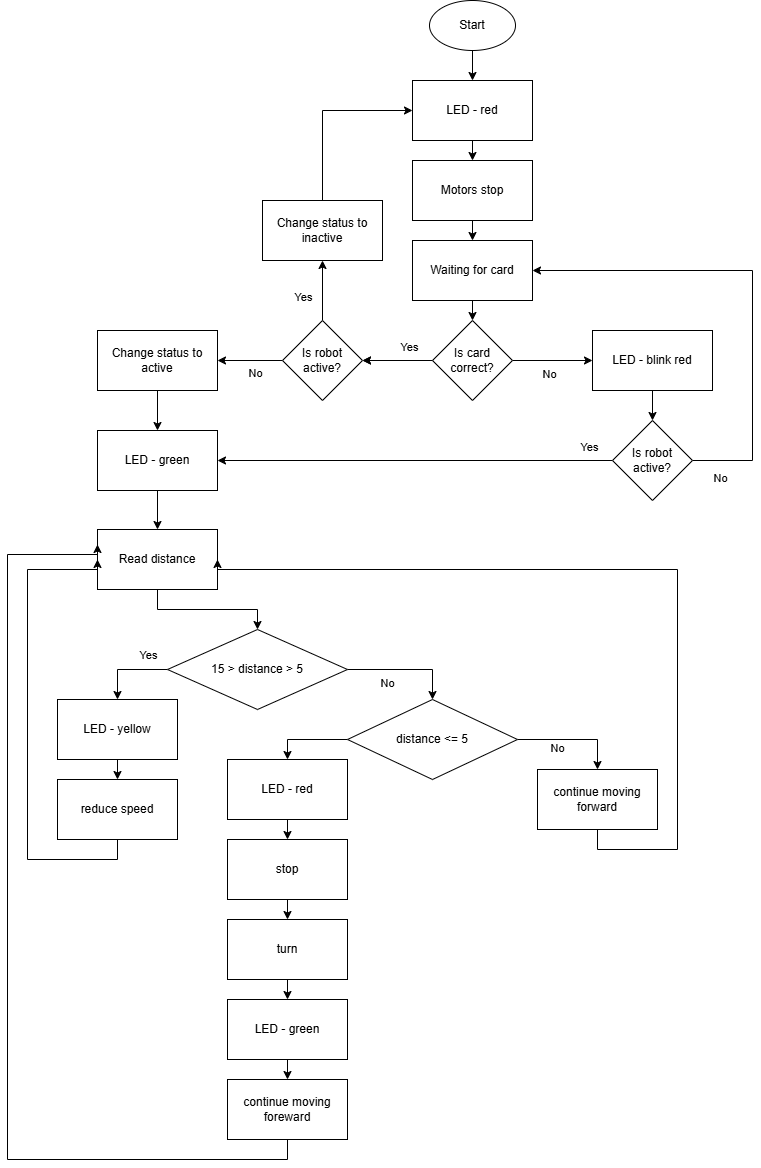 Start
LED - red
Motors stop
Change status to
inactive
Waiting for card
Yes
Change status to
active
No
Is robot
active?
Yes
Is card
correct?
No
LED - blink red
LED - green
Yes
Is robot
active?
No
Read distance
Yes
15 > distance > 5
No
LED - yellow
distance <= 5
No
reduce speed
LED - red
continue moving
forward
stop
turn
LED - green
continue moving
foreward